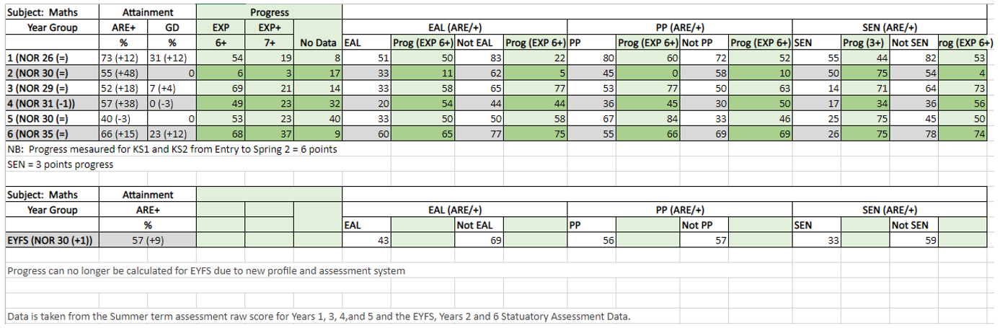 Subject: Maths Attainment Progress
Year Group ARE+ GD EXP EXP+ EAL (ARE/+) PP (ARE/+) SEN (ARE/+)
% % 6+ 7+ No Data EAL Prog (EXP 6+) Not EAL Prog (EXP 6+) PP Prog (EXP 6+) Not PP Prog (EXP 6+) SEN Prog (3+) Not SEN rog (EXP 6+)
1 (NOR 26 (=) 73 (+12) 31 (+12) 54 19 8 51 50 83 22 80 60 72 52 55 44 82 53
2 (NOR 30 (=) 55 (+48) 0 6 3 17 33 11 62 5 45 0 58 10 50 75 54 4
3 (NOR 29 (=) 52 (+18) 7 (+4) 69 21 14 33 58 65 77 53 77 50 63 14 71 64 73
4 (NOR 31 (-1)) 57 (+38) 0 (-3) 49 23 32 20 54 44 44 36 45 30 50 17 34 36 56
5 (NOR 30 (=) 40 (-3) 0 53 23 40 33 50 50 58 67 84 33 46 25 75 45 50
6 (NOR 35 (=) 66 (+15) 23 (+12) 68 37 9 60 65 77 75 55 66 69 69 26 75 78 74
NB: Progress mesaured for KS1 and KS2 from Entry to Spring 2 = 6 points
SEN = 3 points progress
Subject: Maths Attainment
Year Group ARE+ EAL (ARE/+) PP (ARE/+) SEN (ARE/+)
% EAL Not EAL PP Not PP SEN Not SEN
EYFS (NOR 30 (+1)) 57 (+9) 43 69 56 57 33 59
Progress can no longer be calculated for EYFS due to new profile and assessment system
Data is taken from the Summer term assessment raw score for Years 1, 3, 4,and 5 and the EYFS, Years 2 and 6 Statuatory Assessment Data.